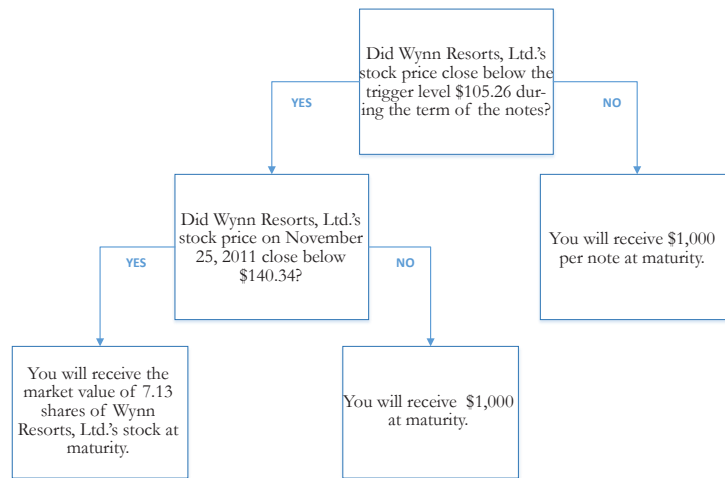 Did Wynn Resorts, Ltd.'s
stock price close below the
trigger level $105.26 dur-
ing the term of the notes?
YES
NO
Did Wynn Resorts, Ltd.'s
stock price on November
25, 2011 close below
$140.34?
You will receive $1,000
per note at maturity.
YES
NO
You will receive the
market value of 7.13
shares of Wynn
Resorts, Ltd.'s stock at
maturity.
You will receive $1,000
at maturity.